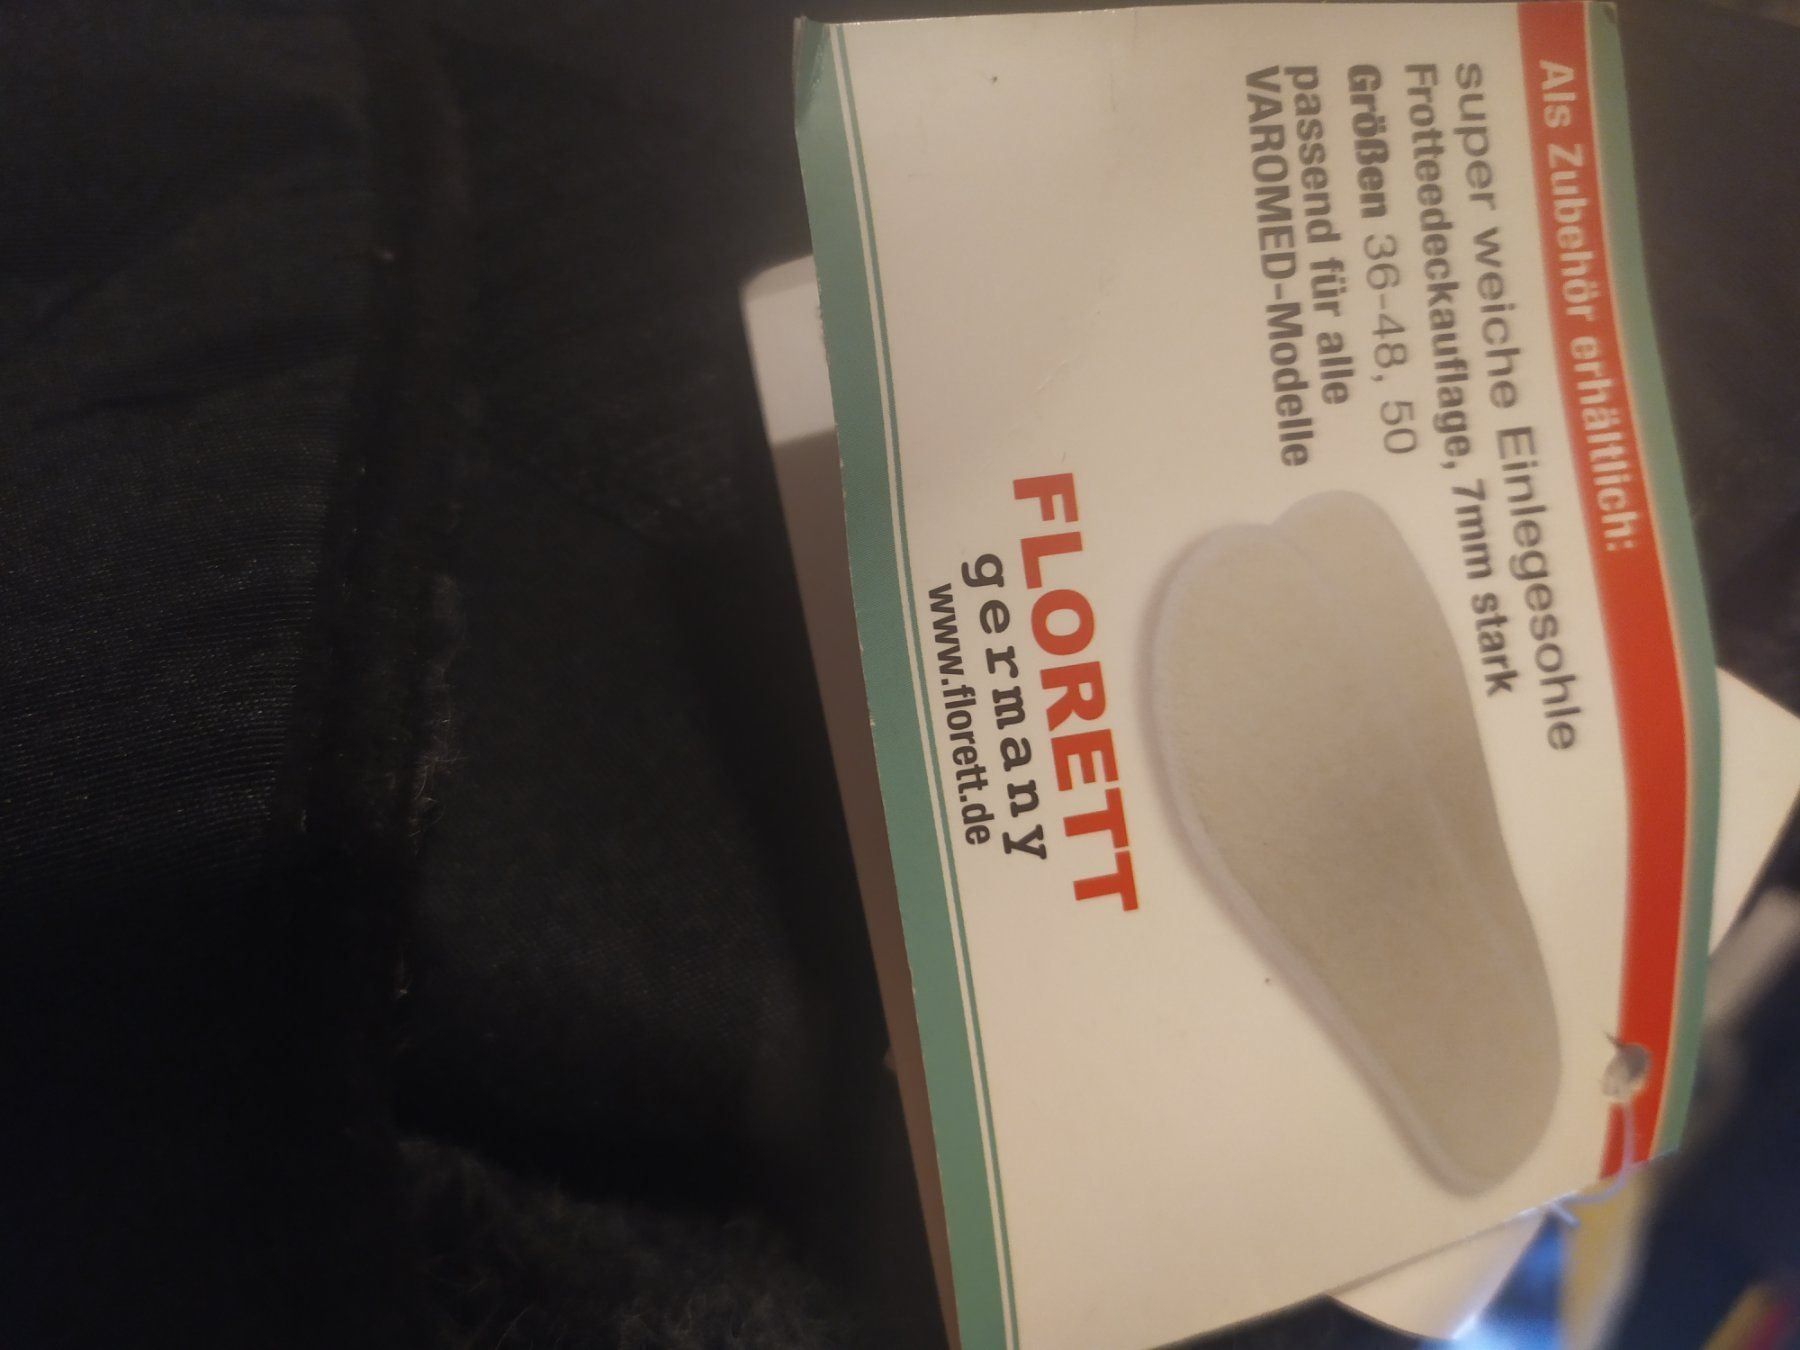 Als Zubehör erhältlich:
super weiche Einlegesohle
Frotteedeckauflage, 7mm stark
Größen 36-48, 50
passend für alle
VAROMED-Modelle
FLORETT
germany
www.florett.de